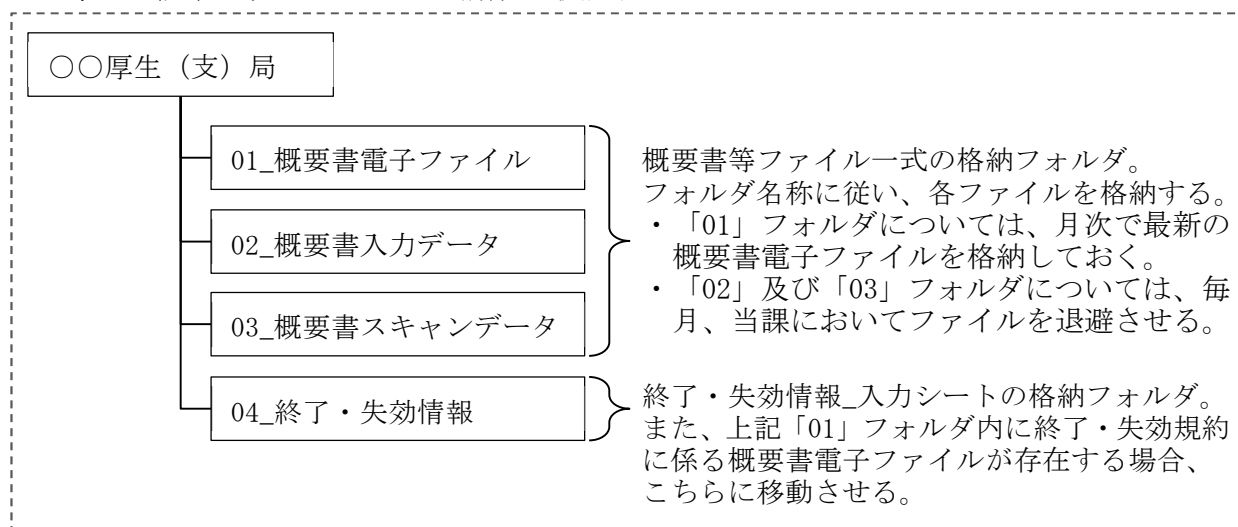 ○○厚生（支）局
01_概要書電子ファイル
02_概要書入力データ
03_概要書スキャンデータ
04_終了・失効情報
概要書等ファイル一式の格納フォルダ。
フォルダ名称に従い、各ファイルを格納する。
・「01」フォルダについては、月次で最新の
概要書電子ファイルを格納しておく。
・「02」及び「03」フォルダについては、毎
月、当課においてファイルを退避させる。
終了・失効情報_入力シートの格納フォルダ。
また、上記「01」フォルダ内に終了・失効規約
に係る概要書電子ファイルが存在する場合、
こちらに移動させる。